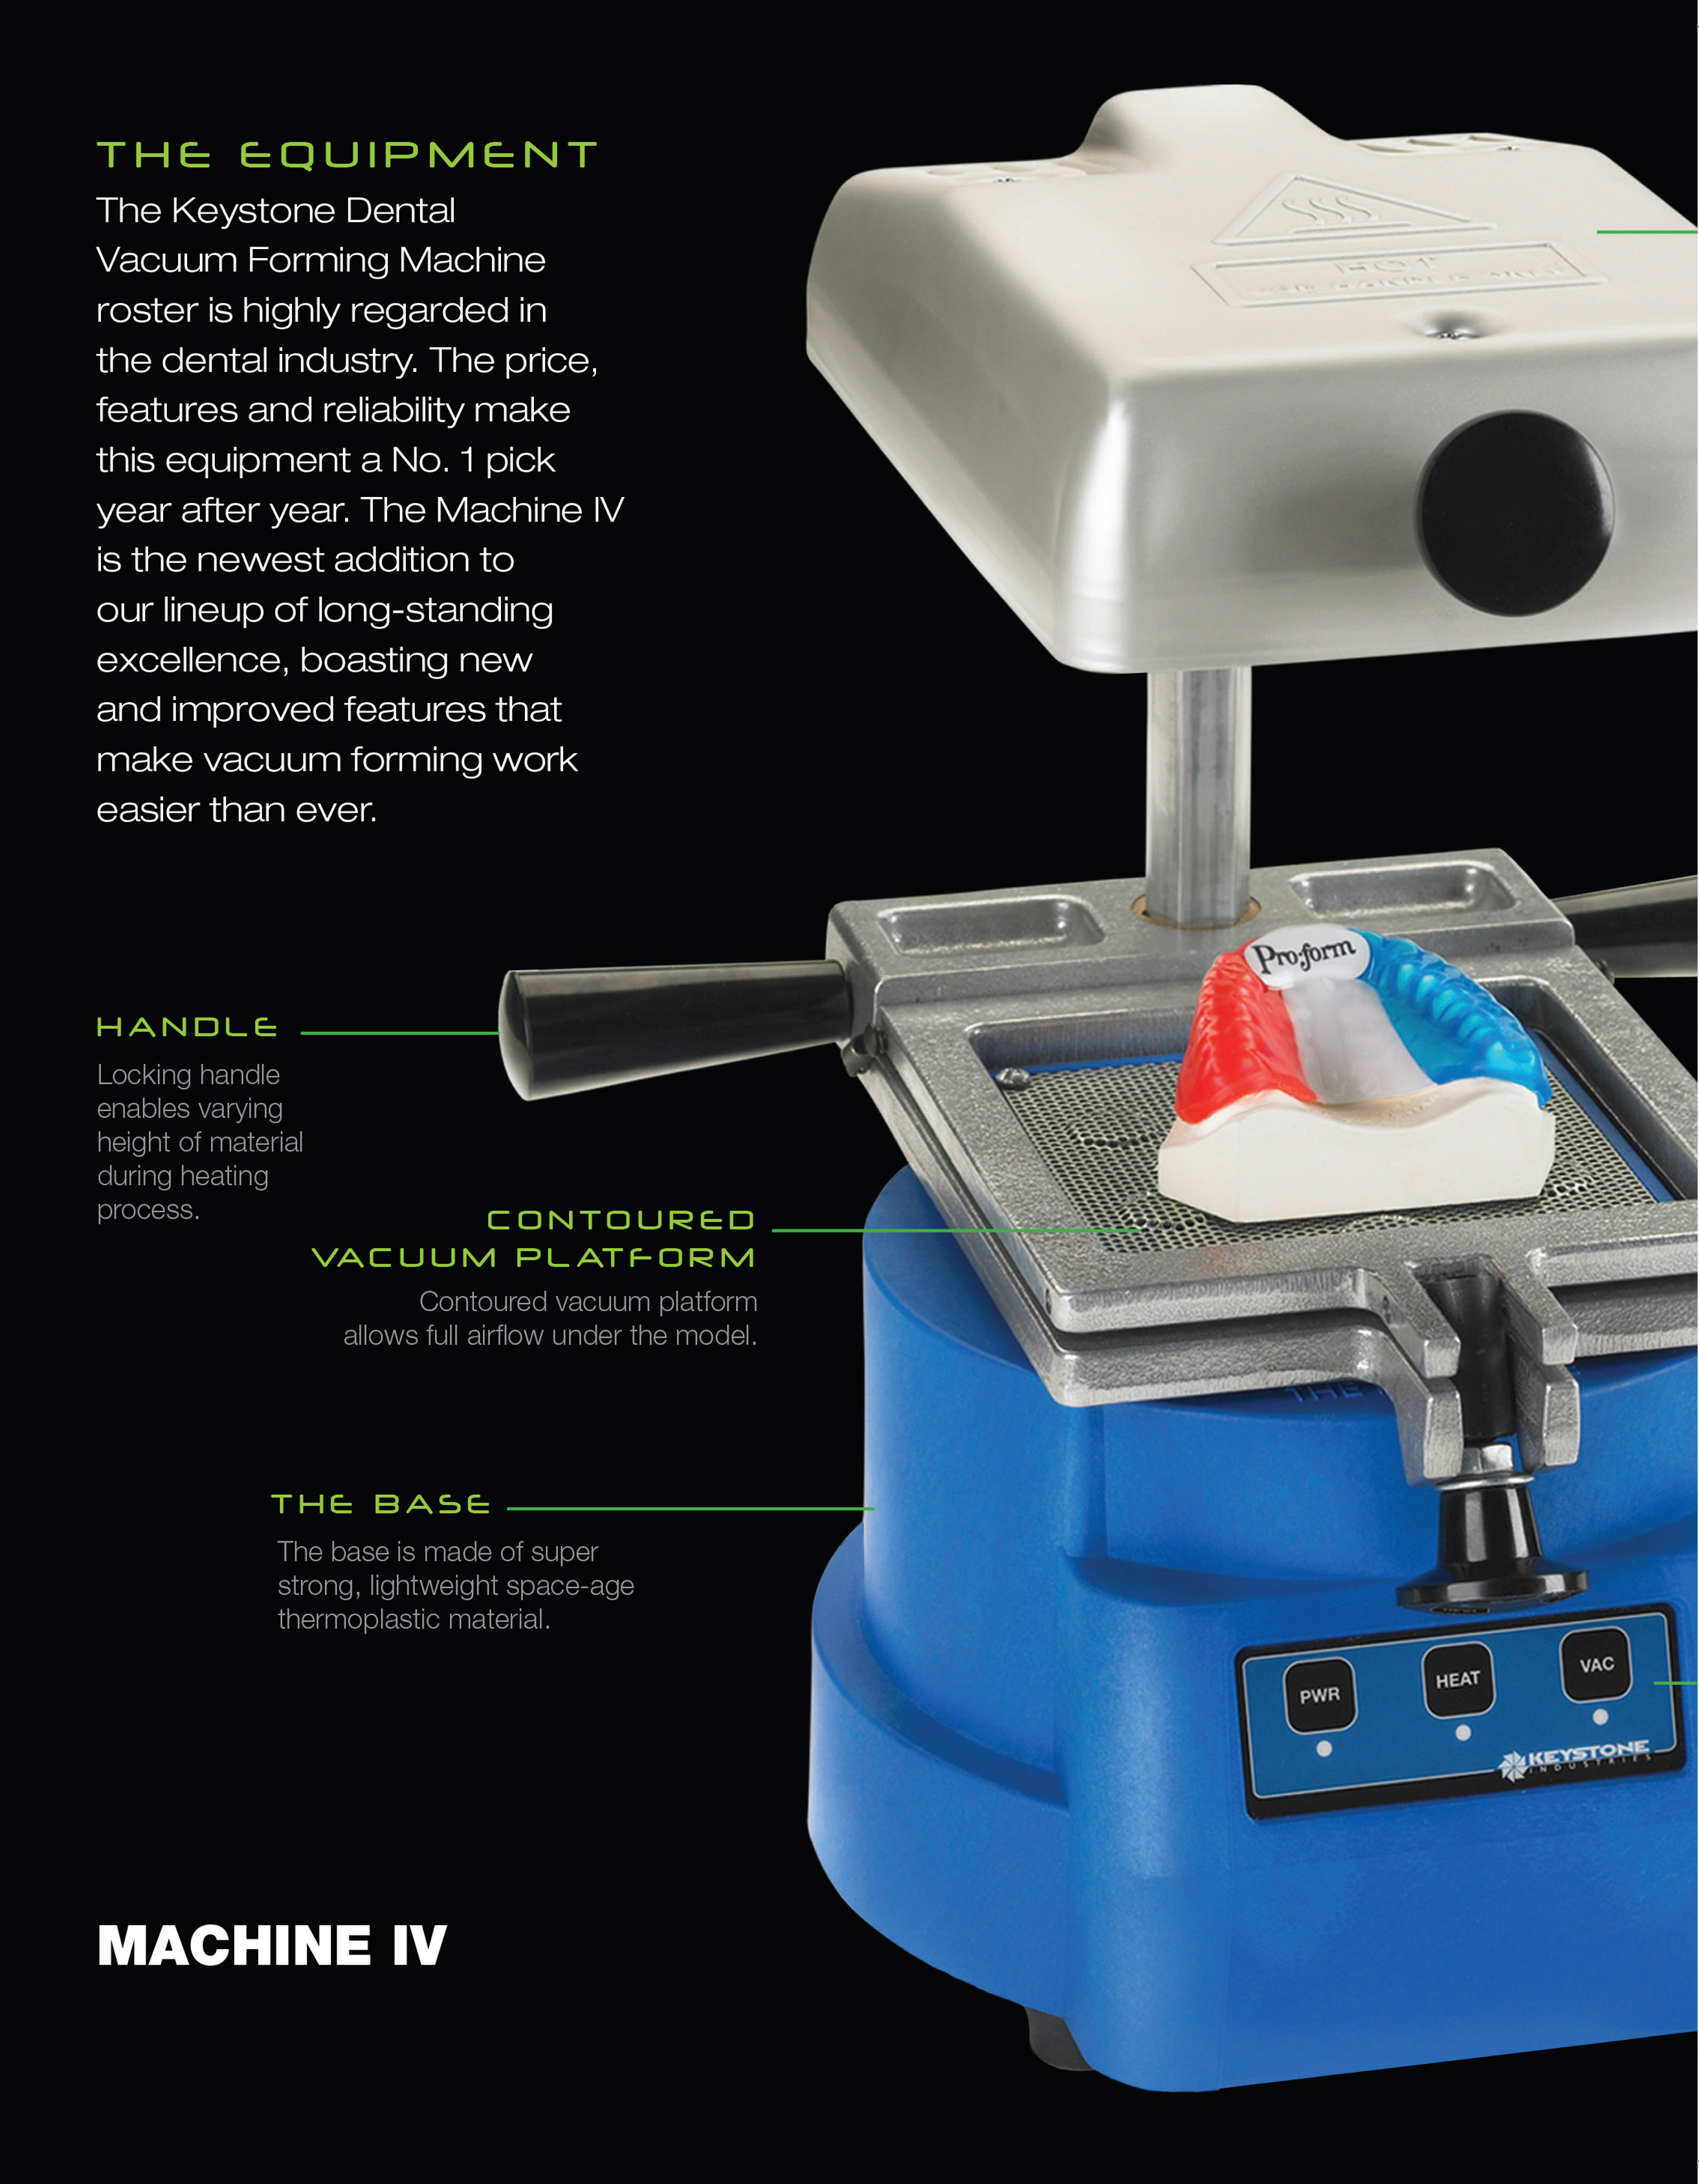 THE EQUIPMENT
The Keystone Dental
Vacuum Forming Machine
roster is highly regarded in
the dental industry. The price,
features and reliability make
this equipment a No. 1 pick
year after year. The Machine IV
is the newest addition to
our lineup of long-standing
excellence, boasting new
and improved features that
make vacuum forming work
easier than ever.
HOT
Pro-form
HANDLE
Locking handle
enables varying
height of material
during heating
process.
CONTOURED
VACUUM PLATFORM
Contoured vacuum platform
allows full airflow under the model.
THE
THE BASE
The base is made of super
strong, lightweight space-age
thermoplastic material.
PWR HEAT VAC
KEYSTONE
INDUSTRIES
MACHINE IV